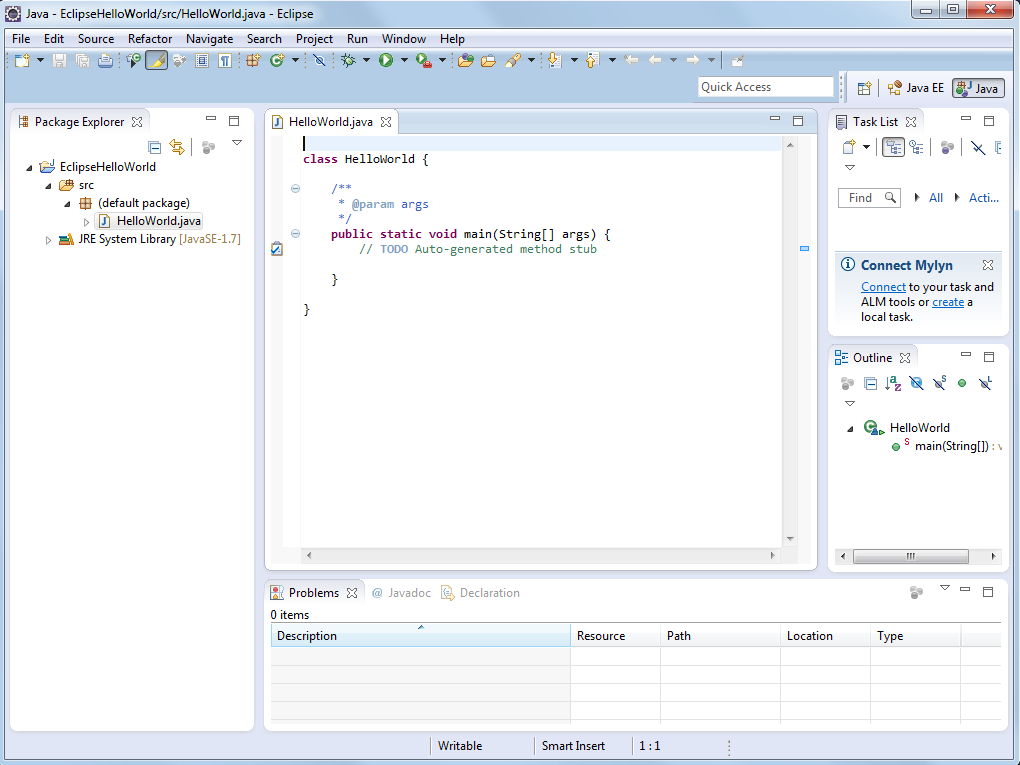 Java - EclipseHelloWorld/src/HelloWorld.java - Eclipse
File Edit Source Refactor Navigate Search Project Run Window Help
Quick Access
Java EE
Java
Package Explorer
EclipseHelloWorld
src
(default package)
HelloWorld.java
JRE System Library [JavaSE-1.7]
HelloWorld.java
class HelloWorld {
/**
* @param args
*/
public static void main(String[] args) {
// TODO Auto-generated method stub
}
}
Task List
Find
All
Acti...
Connect Mylyn
Connect to your task and
ALM tools or create a
local task.
Outline
HelloWorld
main(String[]) : v
Problems @ Javadoc Declaration
0 items
Description Resource Path Location Type
Writable Smart Insert 1 : 1